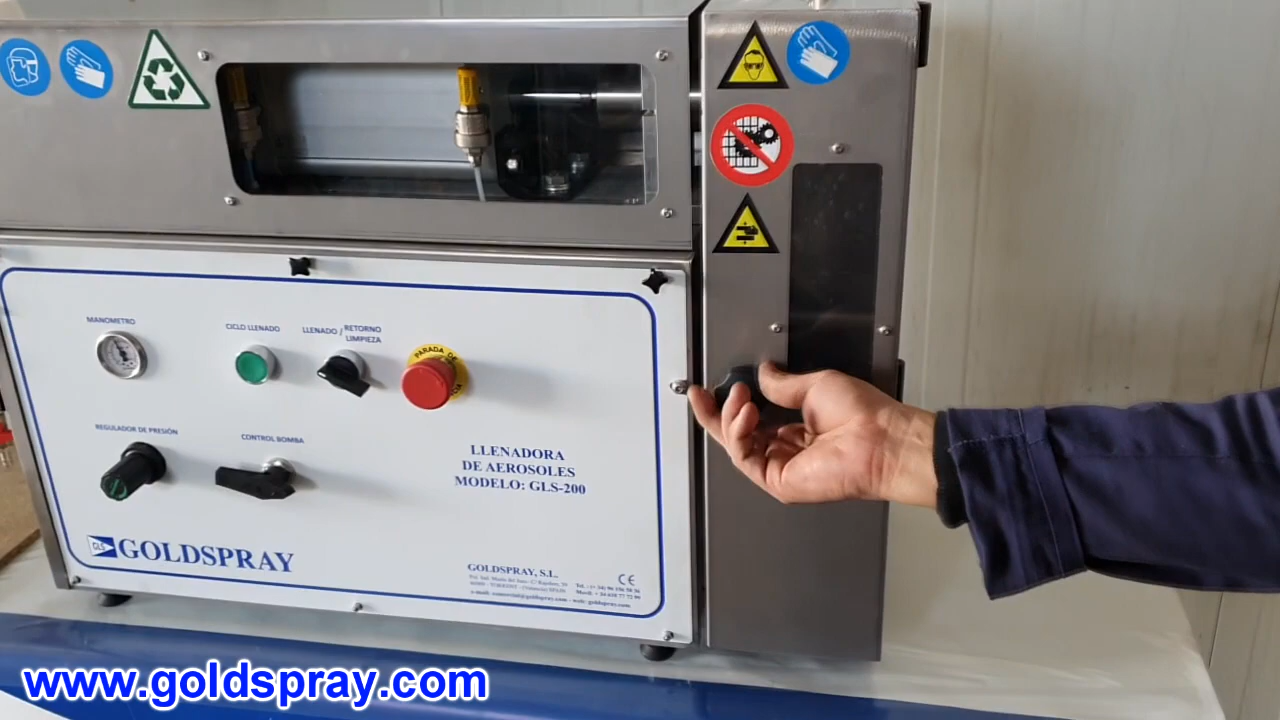 MANOMETRO
CICLO LLENADO
LLENADO / RETORNO
LIMPIEZA
PARADA DE
REGULADOR DE PRESIÓN
CONTROL BOMBA
LLENADORA
DE AEROSOLES
MODELO: GLS-200
GLS GOLDSPRAY
GOLDSPRAY, S.L.
CE
www.goldspray.com